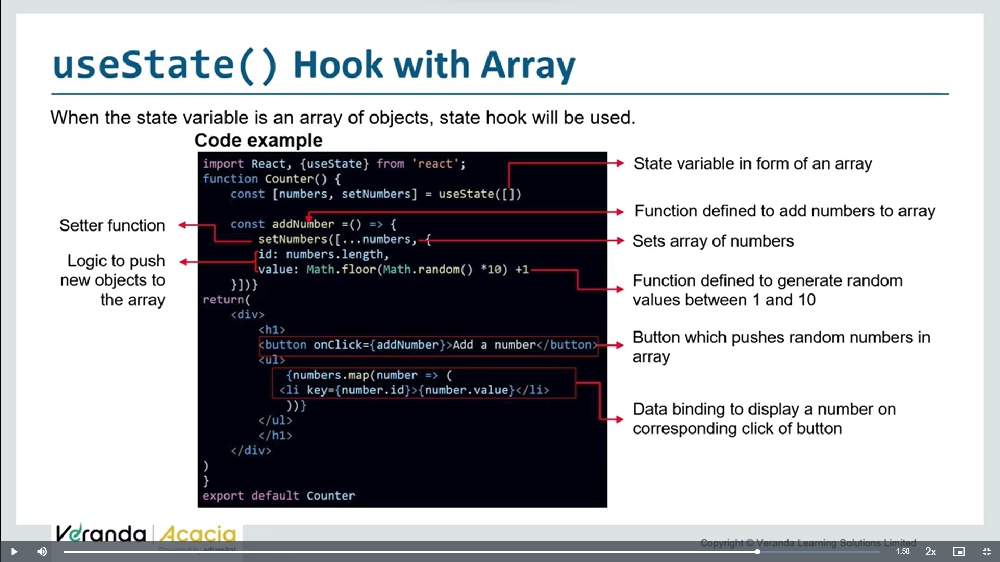 useState() Hook with Array
When the state variable is an array of objects, state hook will be used.
Code example
import React, {useState} from 'react';
function Counter() {
const [numbers, setNumbers] = useState([])
const addNumber =() => {
setNumbers([...numbers, {
id: numbers.length,
value: Math.floor(Math.random() *10) +1
}])}
return(
<div>
<h1>
<button onClick={addNumber}>Add a number</button>
<ul>
{numbers.map(number => (
<li key={number.id}>{number.value}</li>
))}
</ul>
</h1>
</div>
)
}
export default Counter
Setter function
Logic to push
new objects to
the array
State variable in form of an array
Function defined to add numbers to array
Sets array of numbers
Function defined to generate random
values between 1 and 10
Button which pushes random numbers in
array
Data binding to display a number on
corresponding click of button
Veranda | Acacia
Powered by edureka!
Copyright © Veranda Learning Solutions Limited
-1:58
2x